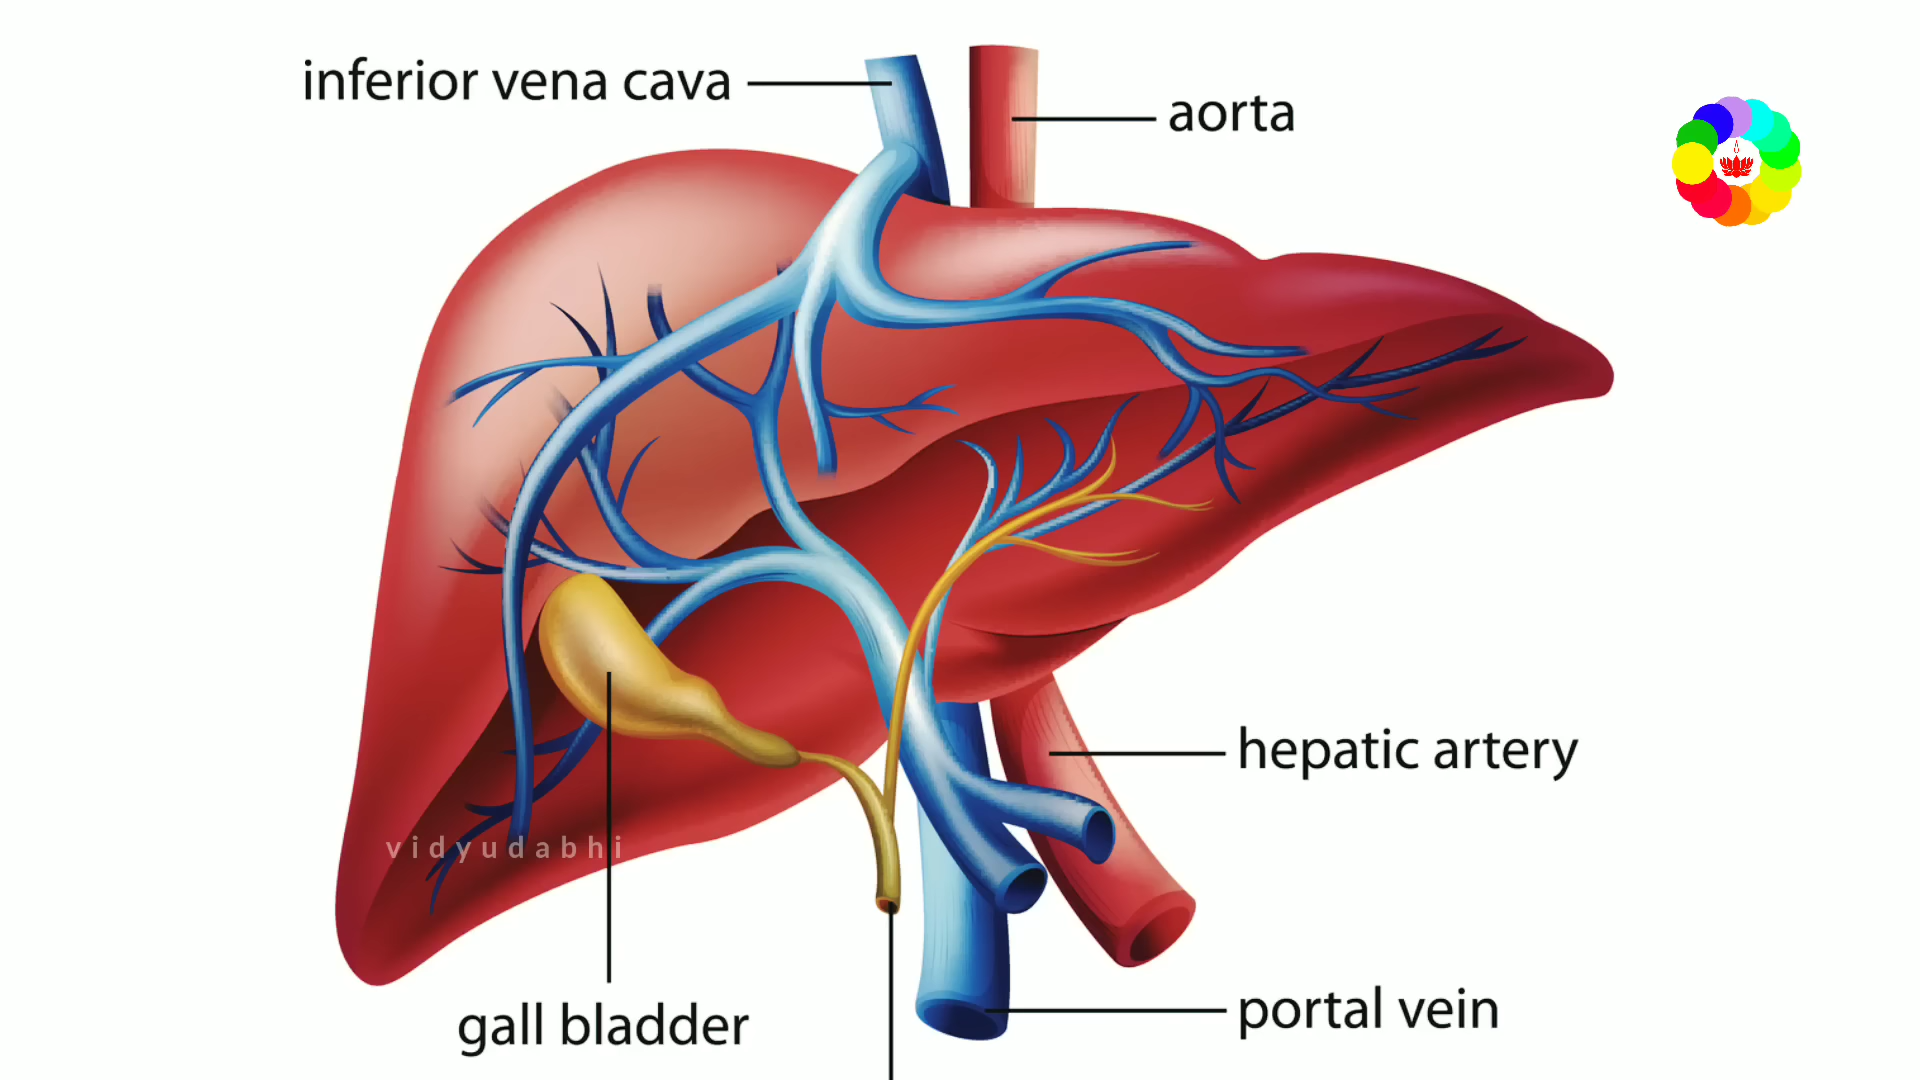 inferior vena cava
aorta
hepatic artery
vidyudabhi
portal vein
gall bladder